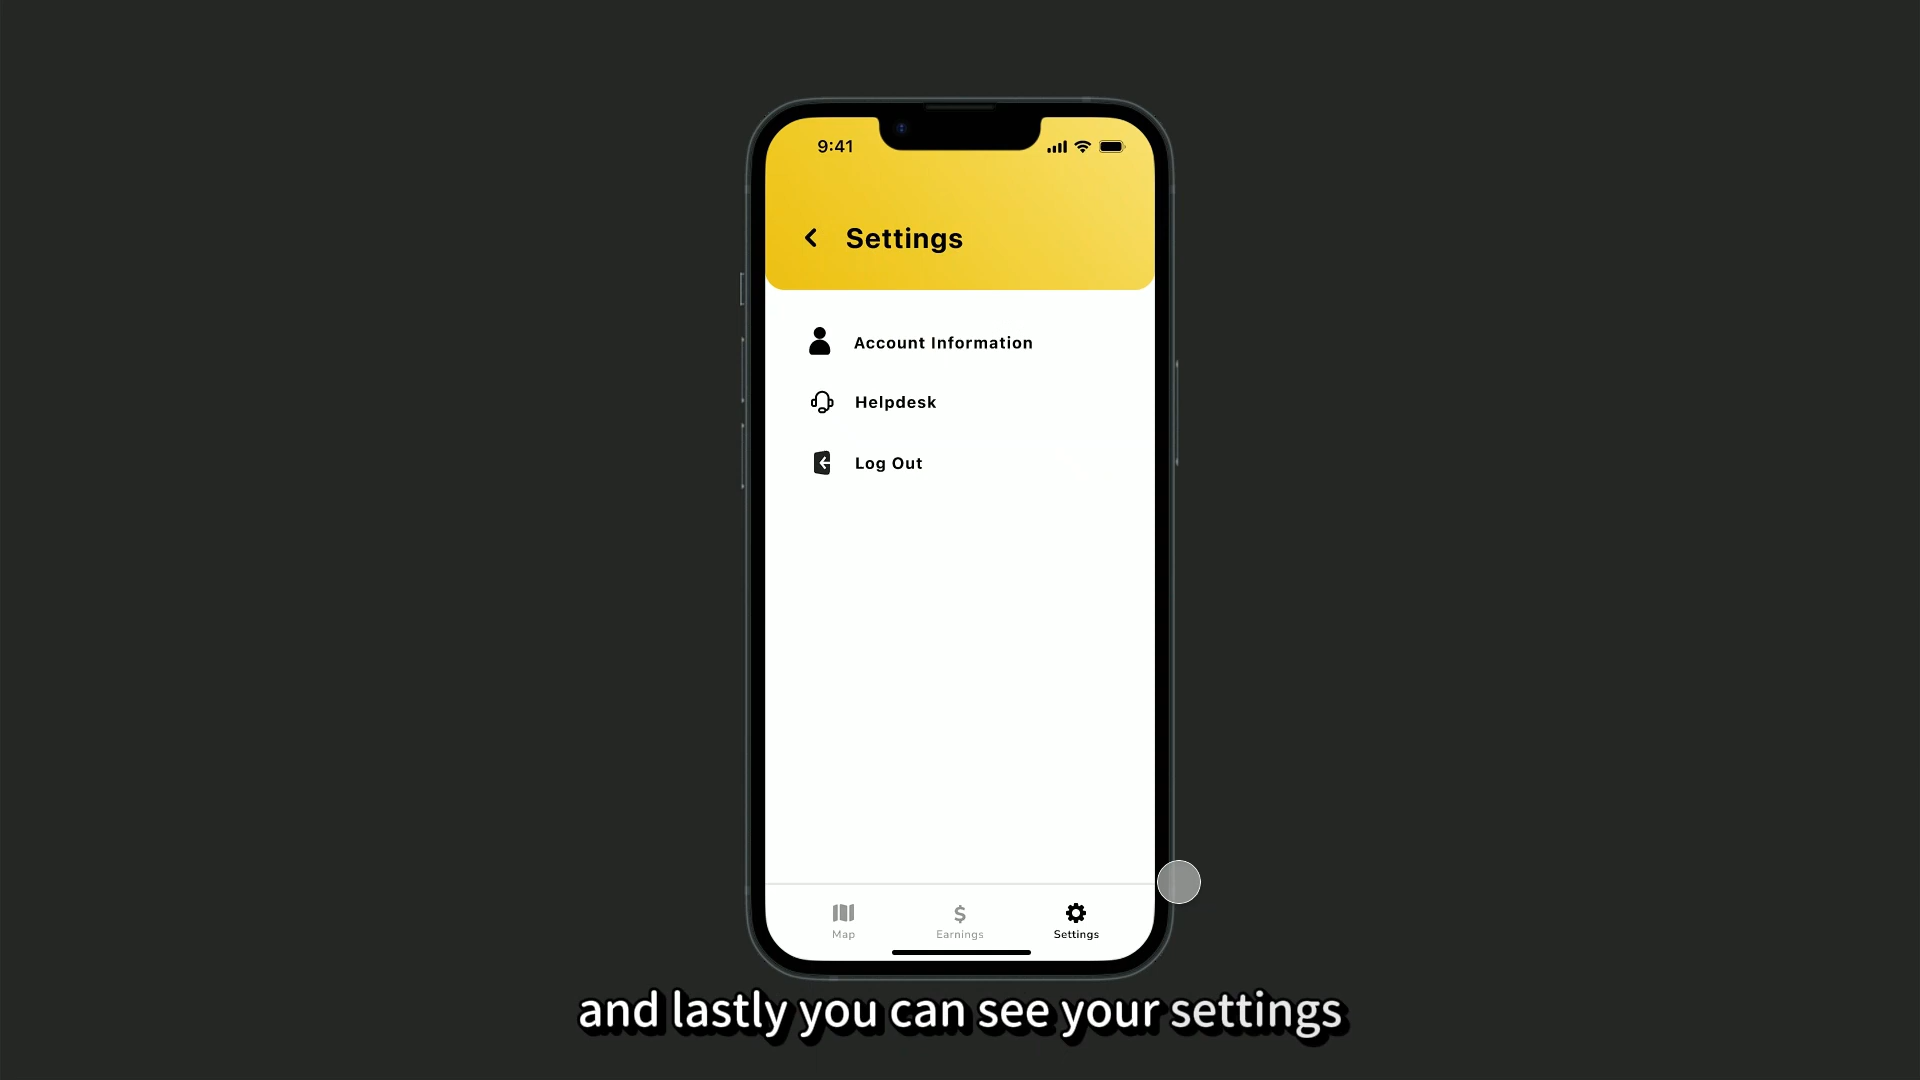 9:41
Settings
Account Information
Helpdesk
Log Out
$
Map
Earnings
Settings
and lastly you can see your settings